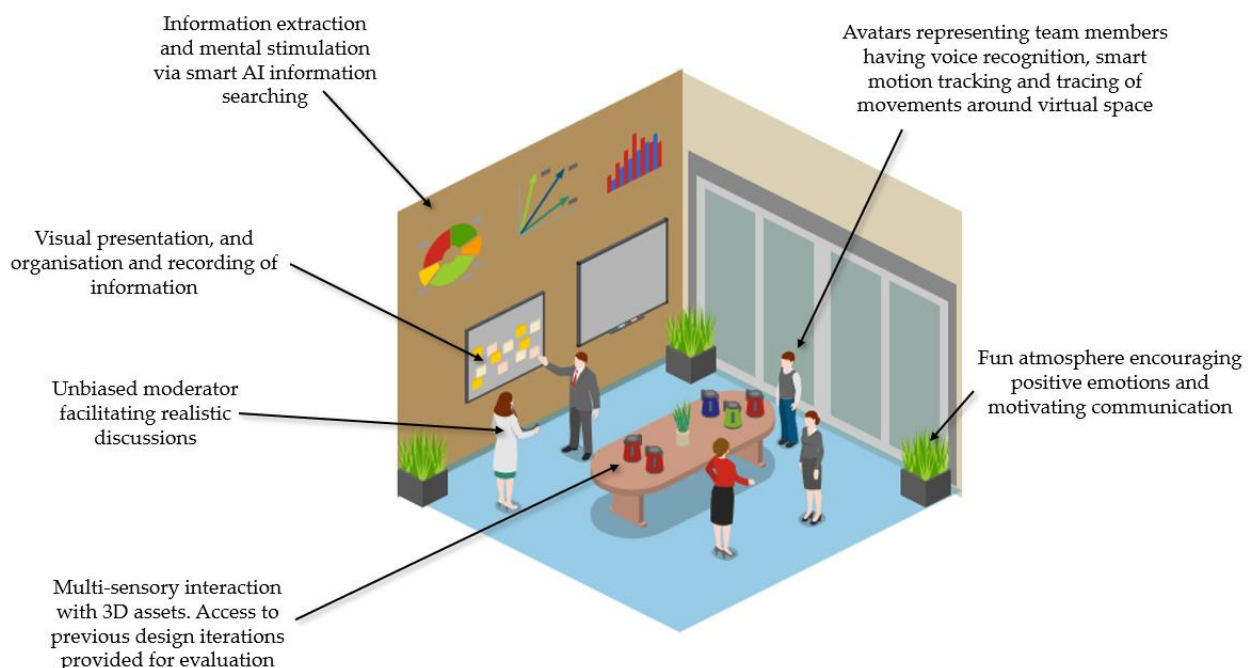 Information extraction
and mental stimulation
via smart AI information
searching
Avatars representing team members
having voice recognition, smart
motion tracking and tracing of
movements around virtual space
Visual presentation, and
organisation and recording of
information
Unbiased moderator
facilitating realistic
discussions
Fun atmosphere encouraging
positive emotions and
motivating communication
Multi-sensory interaction
with 3D assets. Access to
previous design iterations
provided for evaluation